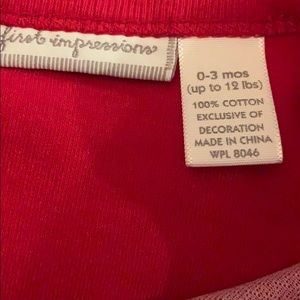 first impressions
0-3 mos
(up to 12 lbs)
100% COTTON
EXCLUSIVE OF
DECORATION
MADE IN CHINA
WPL 8046